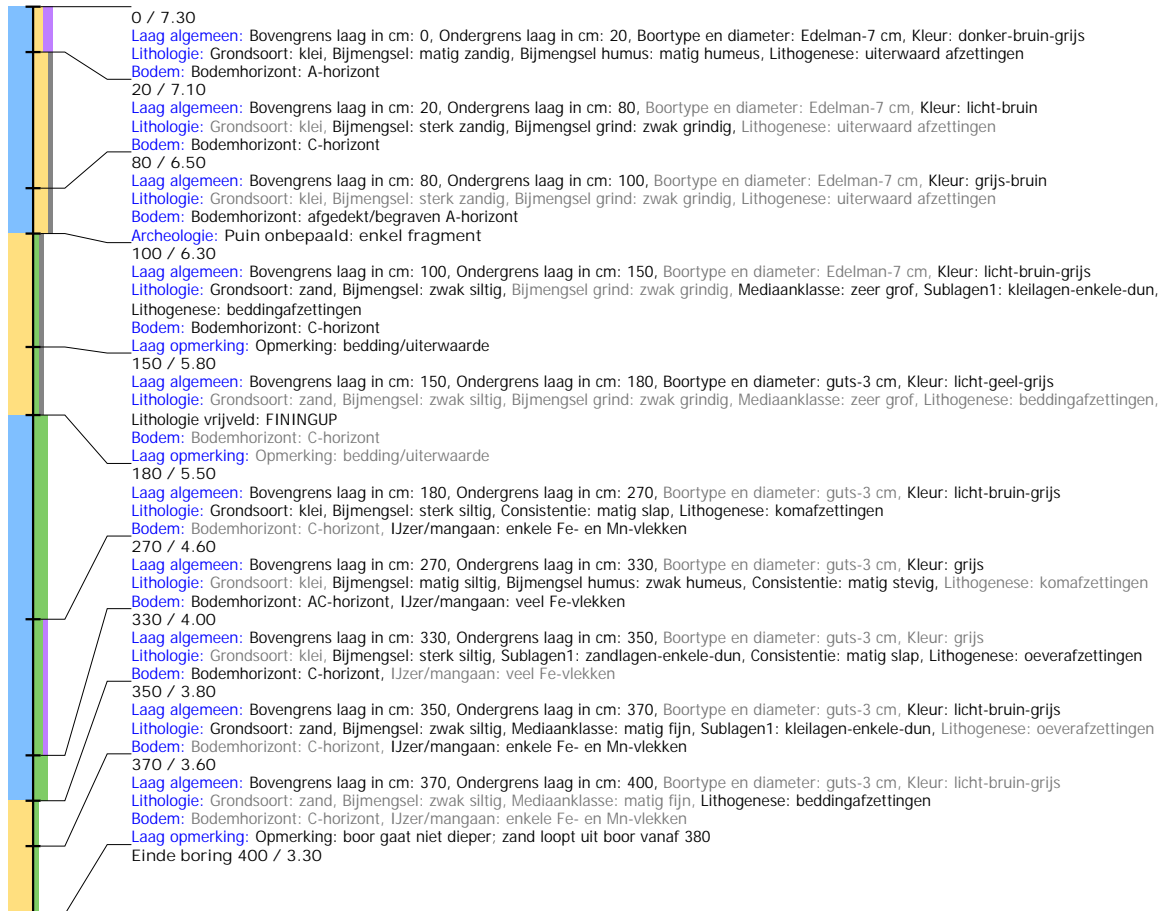 0 / 7.30
Laag algemeen: Bovengrens laag in cm: 0, Ondergrens laag in cm: 20, Boortype en diameter: Edelman-7 cm, Kleur: donker-bruin-grijs
Lithologie: Grondsoort: klei, Bijmengsel: matig zandig, Bijmengsel humus: matig humeus, Lithogenese: uiterwaard afzettingen
Bodem: Bodemhorizont: A-horizont
20 / 7.10
Laag algemeen: Bovengrens laag in cm: 20, Ondergrens laag in cm: 80, Boortype en diameter: Edelman-7 cm, Kleur: licht-bruin
Lithologie: Grondsoort: klei, Bijmengsel: sterk zandig, Bijmengsel grind: zwak grindig, Lithogenese: uiterwaard afzettingen
Bodem: Bodemhorizont: C-horizont
80 / 6.50
Laag algemeen: Bovengrens laag in cm: 80, Ondergrens laag in cm: 100, Boortype en diameter: Edelman-7 cm, Kleur: grijs-bruin
Lithologie: Grondsoort: klei, Bijmengsel: sterk zandig, Bijmengsel grind: zwak grindig, Lithogenese: uiterwaard afzettingen
Bodem: Bodemhorizont: afgedekt/begraven A-horizont
Archeologie: Puin onbepaald: enkel fragment
100 / 6.30
Laag algemeen: Bovengrens laag in cm: 100, Ondergrens laag in cm: 150, Boortype en diameter: Edelman-7 cm, Kleur: licht-bruin-grijs
Lithologie: Grondsoort: zand, Bijmengsel: zwak siltig, Bijmengsel grind: zwak grindig, Mediaanklasse: zeer grof, Sublagen1: kleilagen-enkele-dun,
Lithogenese: beddingafzettingen
Bodem: Bodemhorizont: C-horizont
Laag opmerking: Opmerking: bedding/uiterwaarde
150 / 5.80
Laag algemeen: Bovengrens laag in cm: 150, Ondergrens laag in cm: 180, Boortype en diameter: guts-3 cm, Kleur: licht-geel-grijs
Lithologie: Grondsoort: zand, Bijmengsel: zwak siltig, Bijmengsel grind: zwak grindig, Mediaanklasse: zeer grof, Lithogenese: beddingafzettingen,
Lithologie vrijveld: FININGUP
Bodem: Bodemhorizont: C-horizont
Laag opmerking: Opmerking: bedding/uiterwaarde
180 / 5.50
Laag algemeen: Bovengrens laag in cm: 180, Ondergrens laag in cm: 270, Boortype en diameter: guts-3 cm, Kleur: licht-bruin-grijs
Lithologie: Grondsoort: klei, Bijmengsel: sterk siltig, Consistentie: matig slap, Lithogenese: komafzettingen
Bodem: Bodemhorizont: C-horizont, IJzer/mangaan: enkele Fe- en Mn-vlekken
270 / 4.60
Laag algemeen: Bovengrens laag in cm: 270, Ondergrens laag in cm: 330, Boortype en diameter: guts-3 cm, Kleur: grijs
Lithologie: Grondsoort: klei, Bijmengsel: matig siltig, Bijmengsel humus: zwak humeus, Consistentie: matig stevig, Lithogenese: komafzettingen
Bodem: Bodemhorizont: AC-horizont, IJzer/mangaan: veel Fe-vlekken
330 / 4.00
Laag algemeen: Bovengrens laag in cm: 330, Ondergrens laag in cm: 350, Boortype en diameter: guts-3 cm, Kleur: grijs
Lithologie: Grondsoort: klei, Bijmengsel: sterk siltig, Sublagen1: zandlagen-enkele-dun, Consistentie: matig slap, Lithogenese: oeverafzettingen
Bodem: Bodemhorizont: C-horizont, IJzer/mangaan: veel Fe-vlekken
350 / 3.80
Laag algemeen: Bovengrens laag in cm: 350, Ondergrens laag in cm: 370, Boortype en diameter: guts-3 cm, Kleur: licht-bruin-grijs
Lithologie: Grondsoort: zand, Bijmengsel: zwak siltig, Mediaanklasse: matig fijn, Sublagen1: kleilagen-enkele-dun, Lithogenese: oeverafzettingen
Bodem: Bodemhorizont: C-horizont, IJzer/mangaan: enkele Fe- en Mn-vlekken
370 / 3.60
Laag algemeen: Bovengrens laag in cm: 370, Ondergrens laag in cm: 400, Boortype en diameter: guts-3 cm, Kleur: licht-bruin-grijs
Lithologie: Grondsoort: zand, Bijmengsel: zwak siltig, Mediaanklasse: matig fijn, Lithogenese: beddingafzettingen
Bodem: Bodemhorizont: C-horizont, IJzer/mangaan: enkele Fe- en Mn-vlekken
Laag opmerking: Opmerking: boor gaat niet dieper; zand loopt uit boor vanaf 380
Einde boring 400 / 3.30